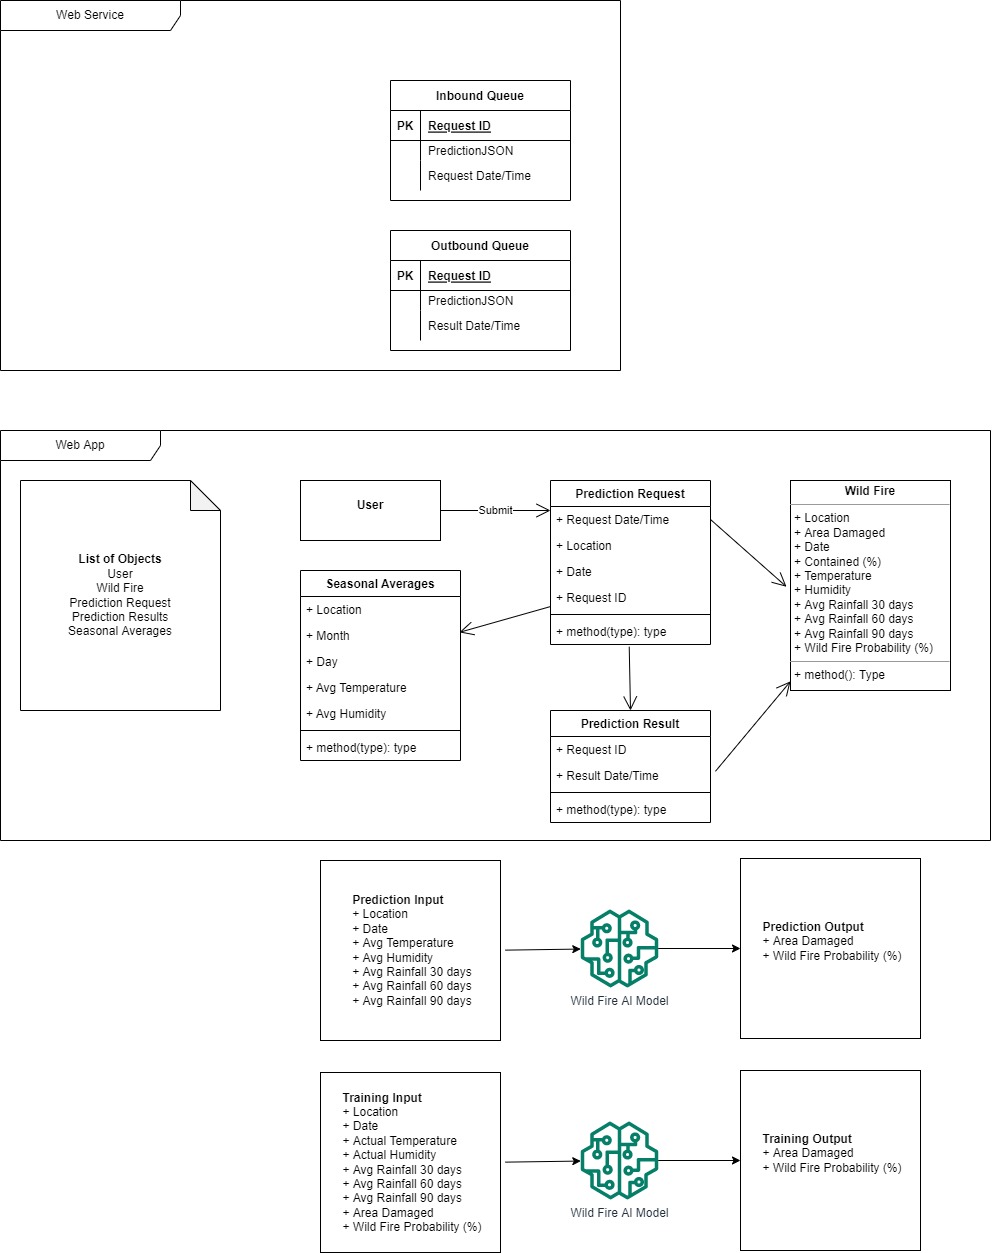 Web Service
Inbound Queue
PK Request ID
PredictionJSON
Request Date/Time
Outbound Queue
PK Request ID
PredictionJSON
Result Date/Time
Web App
List of Objects
User
Wild Fire
Prediction Request
Prediction Results
Seasonal Averages
User
Submit
Prediction Request
+ Request Date/Time
+ Location
+ Date
+ Request ID
+ method(type): type
Wild Fire
+ Location
+ Area Damaged
+ Date
+ Contained (%)
+ Temperature
+ Humidity
+ Avg Rainfall 30 days
+ Avg Rainfall 60 days
+ Avg Rainfall 90 days
+ Wild Fire Probability (%)
+ method(): Type
Seasonal Averages
+ Location
+ Month
+ Day
+ Avg Temperature
+ Avg Humidity
+ method(type): type
Prediction Result
+ Request ID
+ Result Date/Time
+ method(type): type
Prediction Input
+ Location
+ Date
+ Avg Temperature
+ Avg Humidity
+ Avg Rainfall 30 days
+ Avg Rainfall 60 days
+ Avg Rainfall 90 days
Wild Fire AI Model
Prediction Output
+ Area Damaged
+ Wild Fire Probability (%)
Training Input
+ Location
+ Date
+ Actual Temperature
+ Actual Humidity
+ Avg Rainfall 30 days
+ Avg Rainfall 60 days
+ Avg Rainfall 90 days
+ Area Damaged
+ Wild Fire Probability (%)
Wild Fire AI Model
Training Output
+ Area Damaged
+ Wild Fire Probability (%)